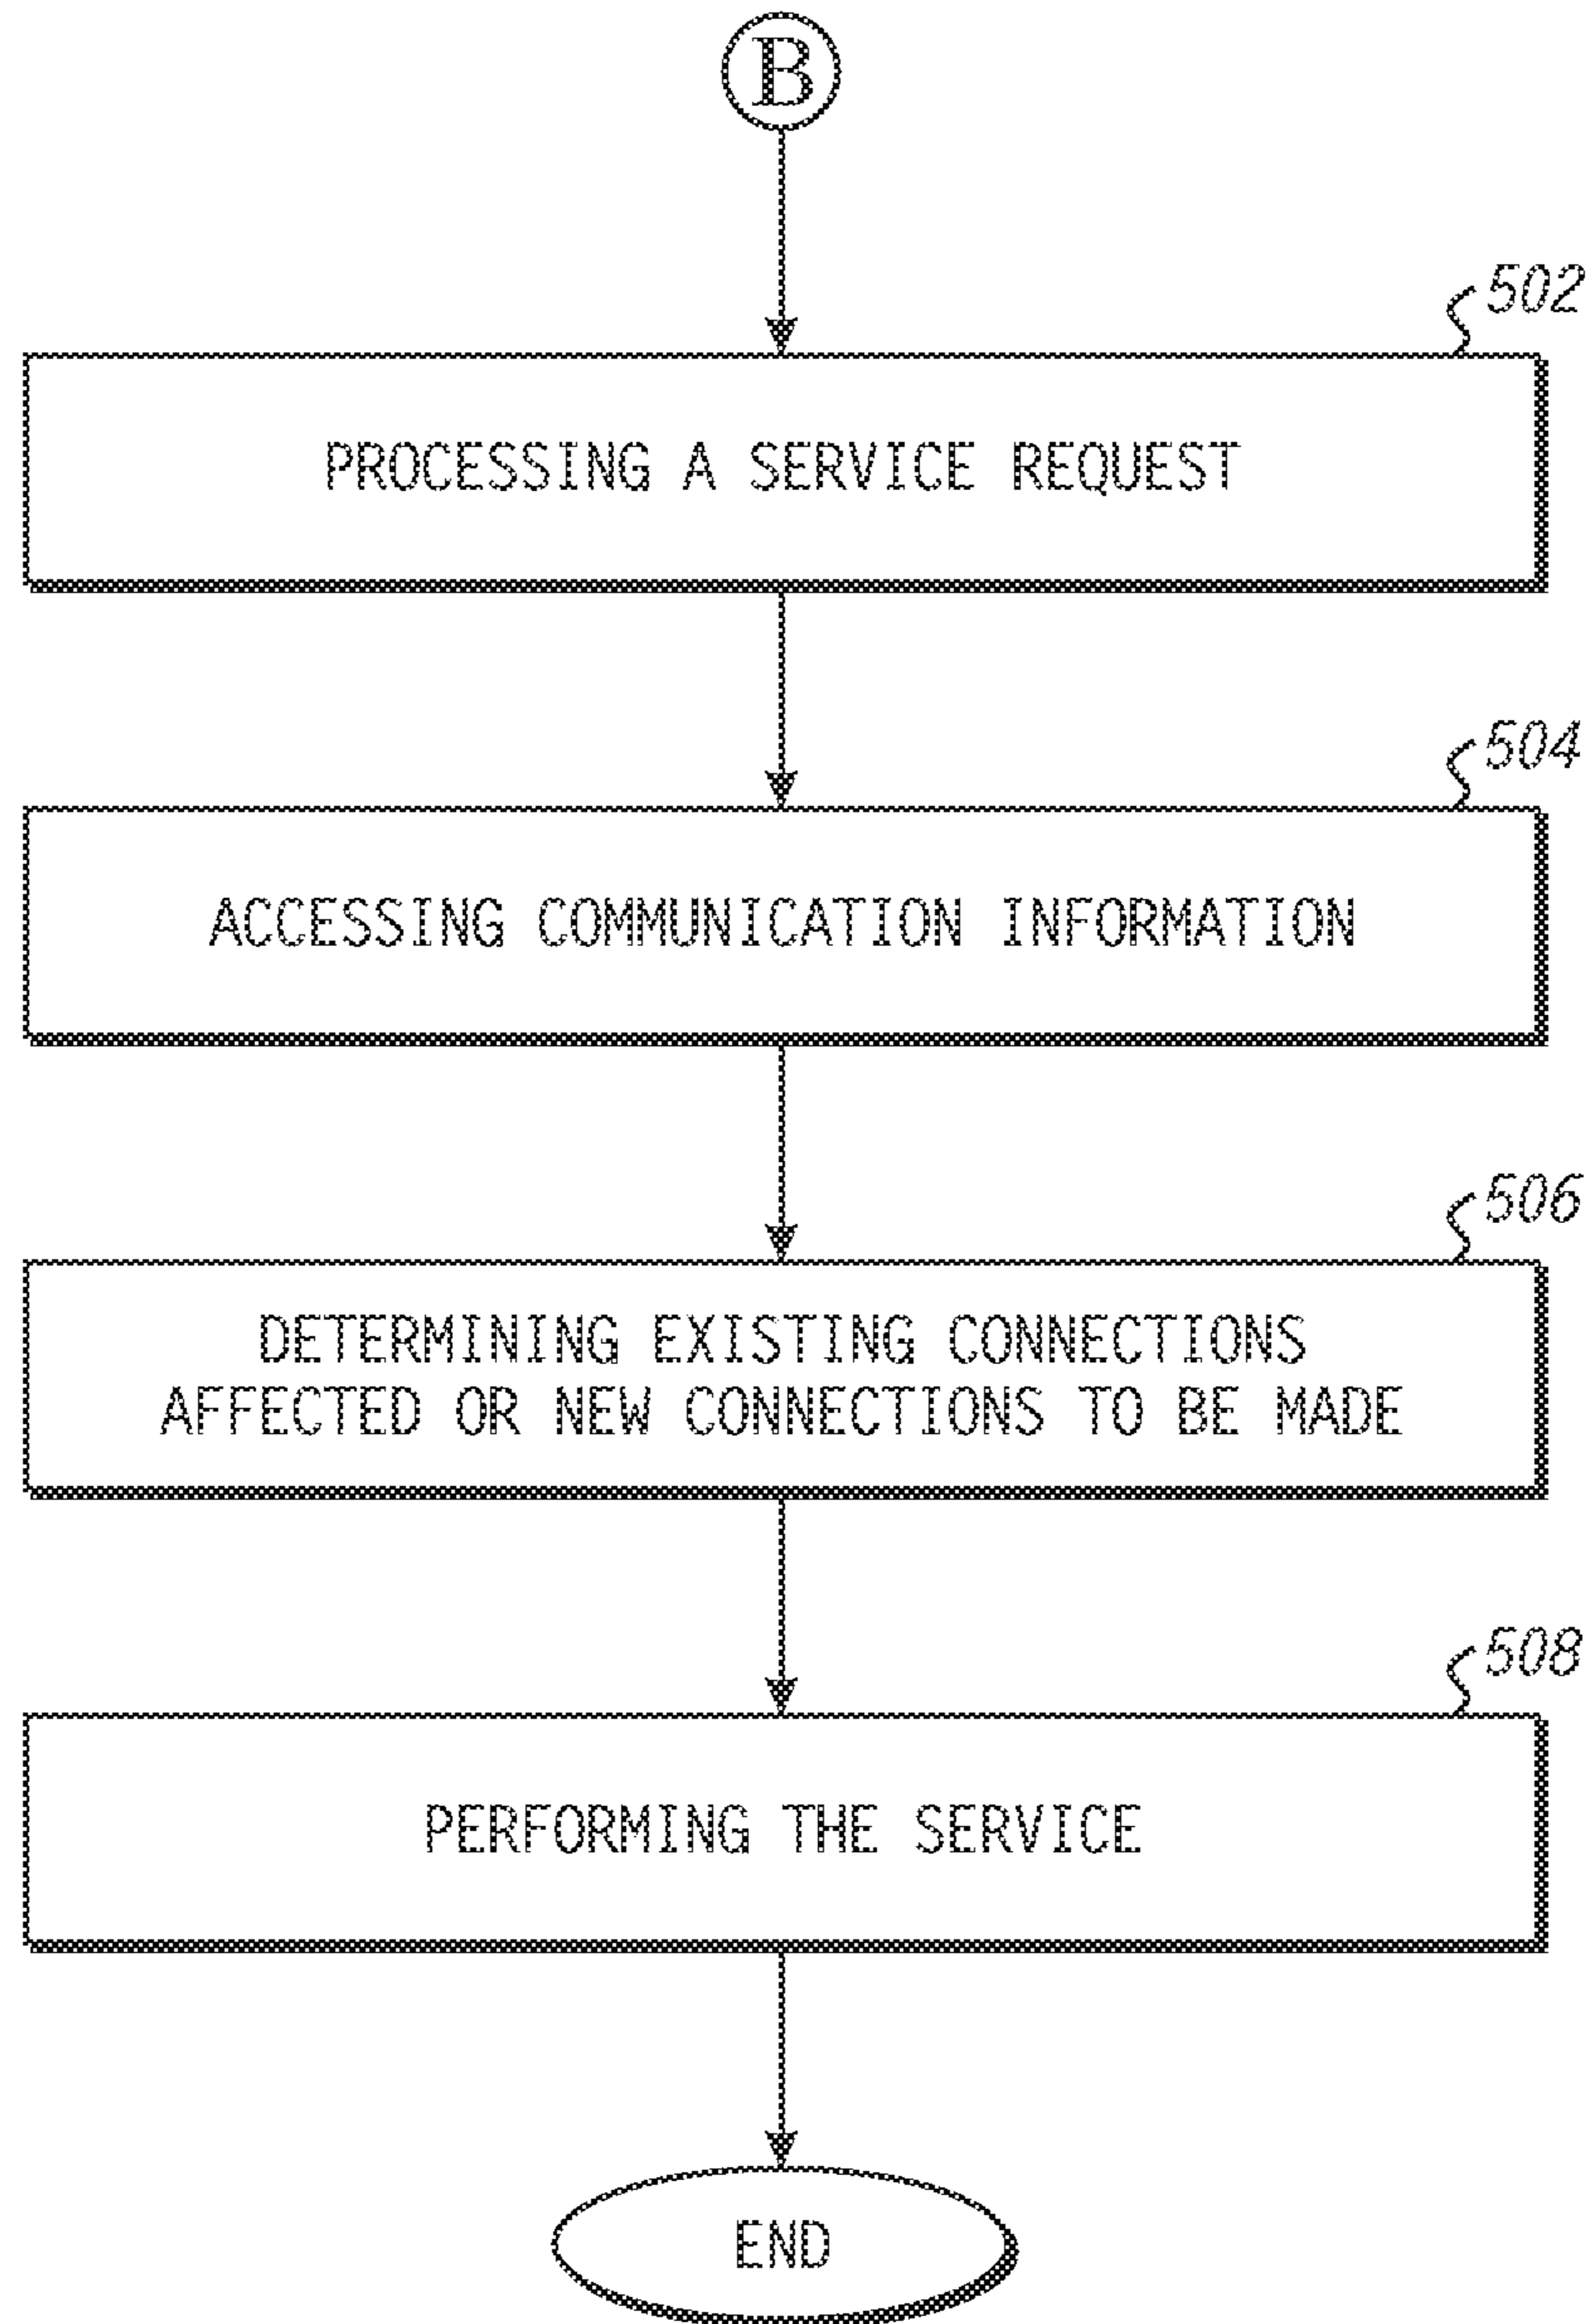 B
502
PROCESSING A SERVICE REQUEST
504
ACCESSING COMMUNICATION INFORMATION
506
DETERMINING EXISTING CONNECTIONS
AFFECTED OR NEW CONNECTIONS TO BE MADE
508
PERFORMING THE SERVICE
END